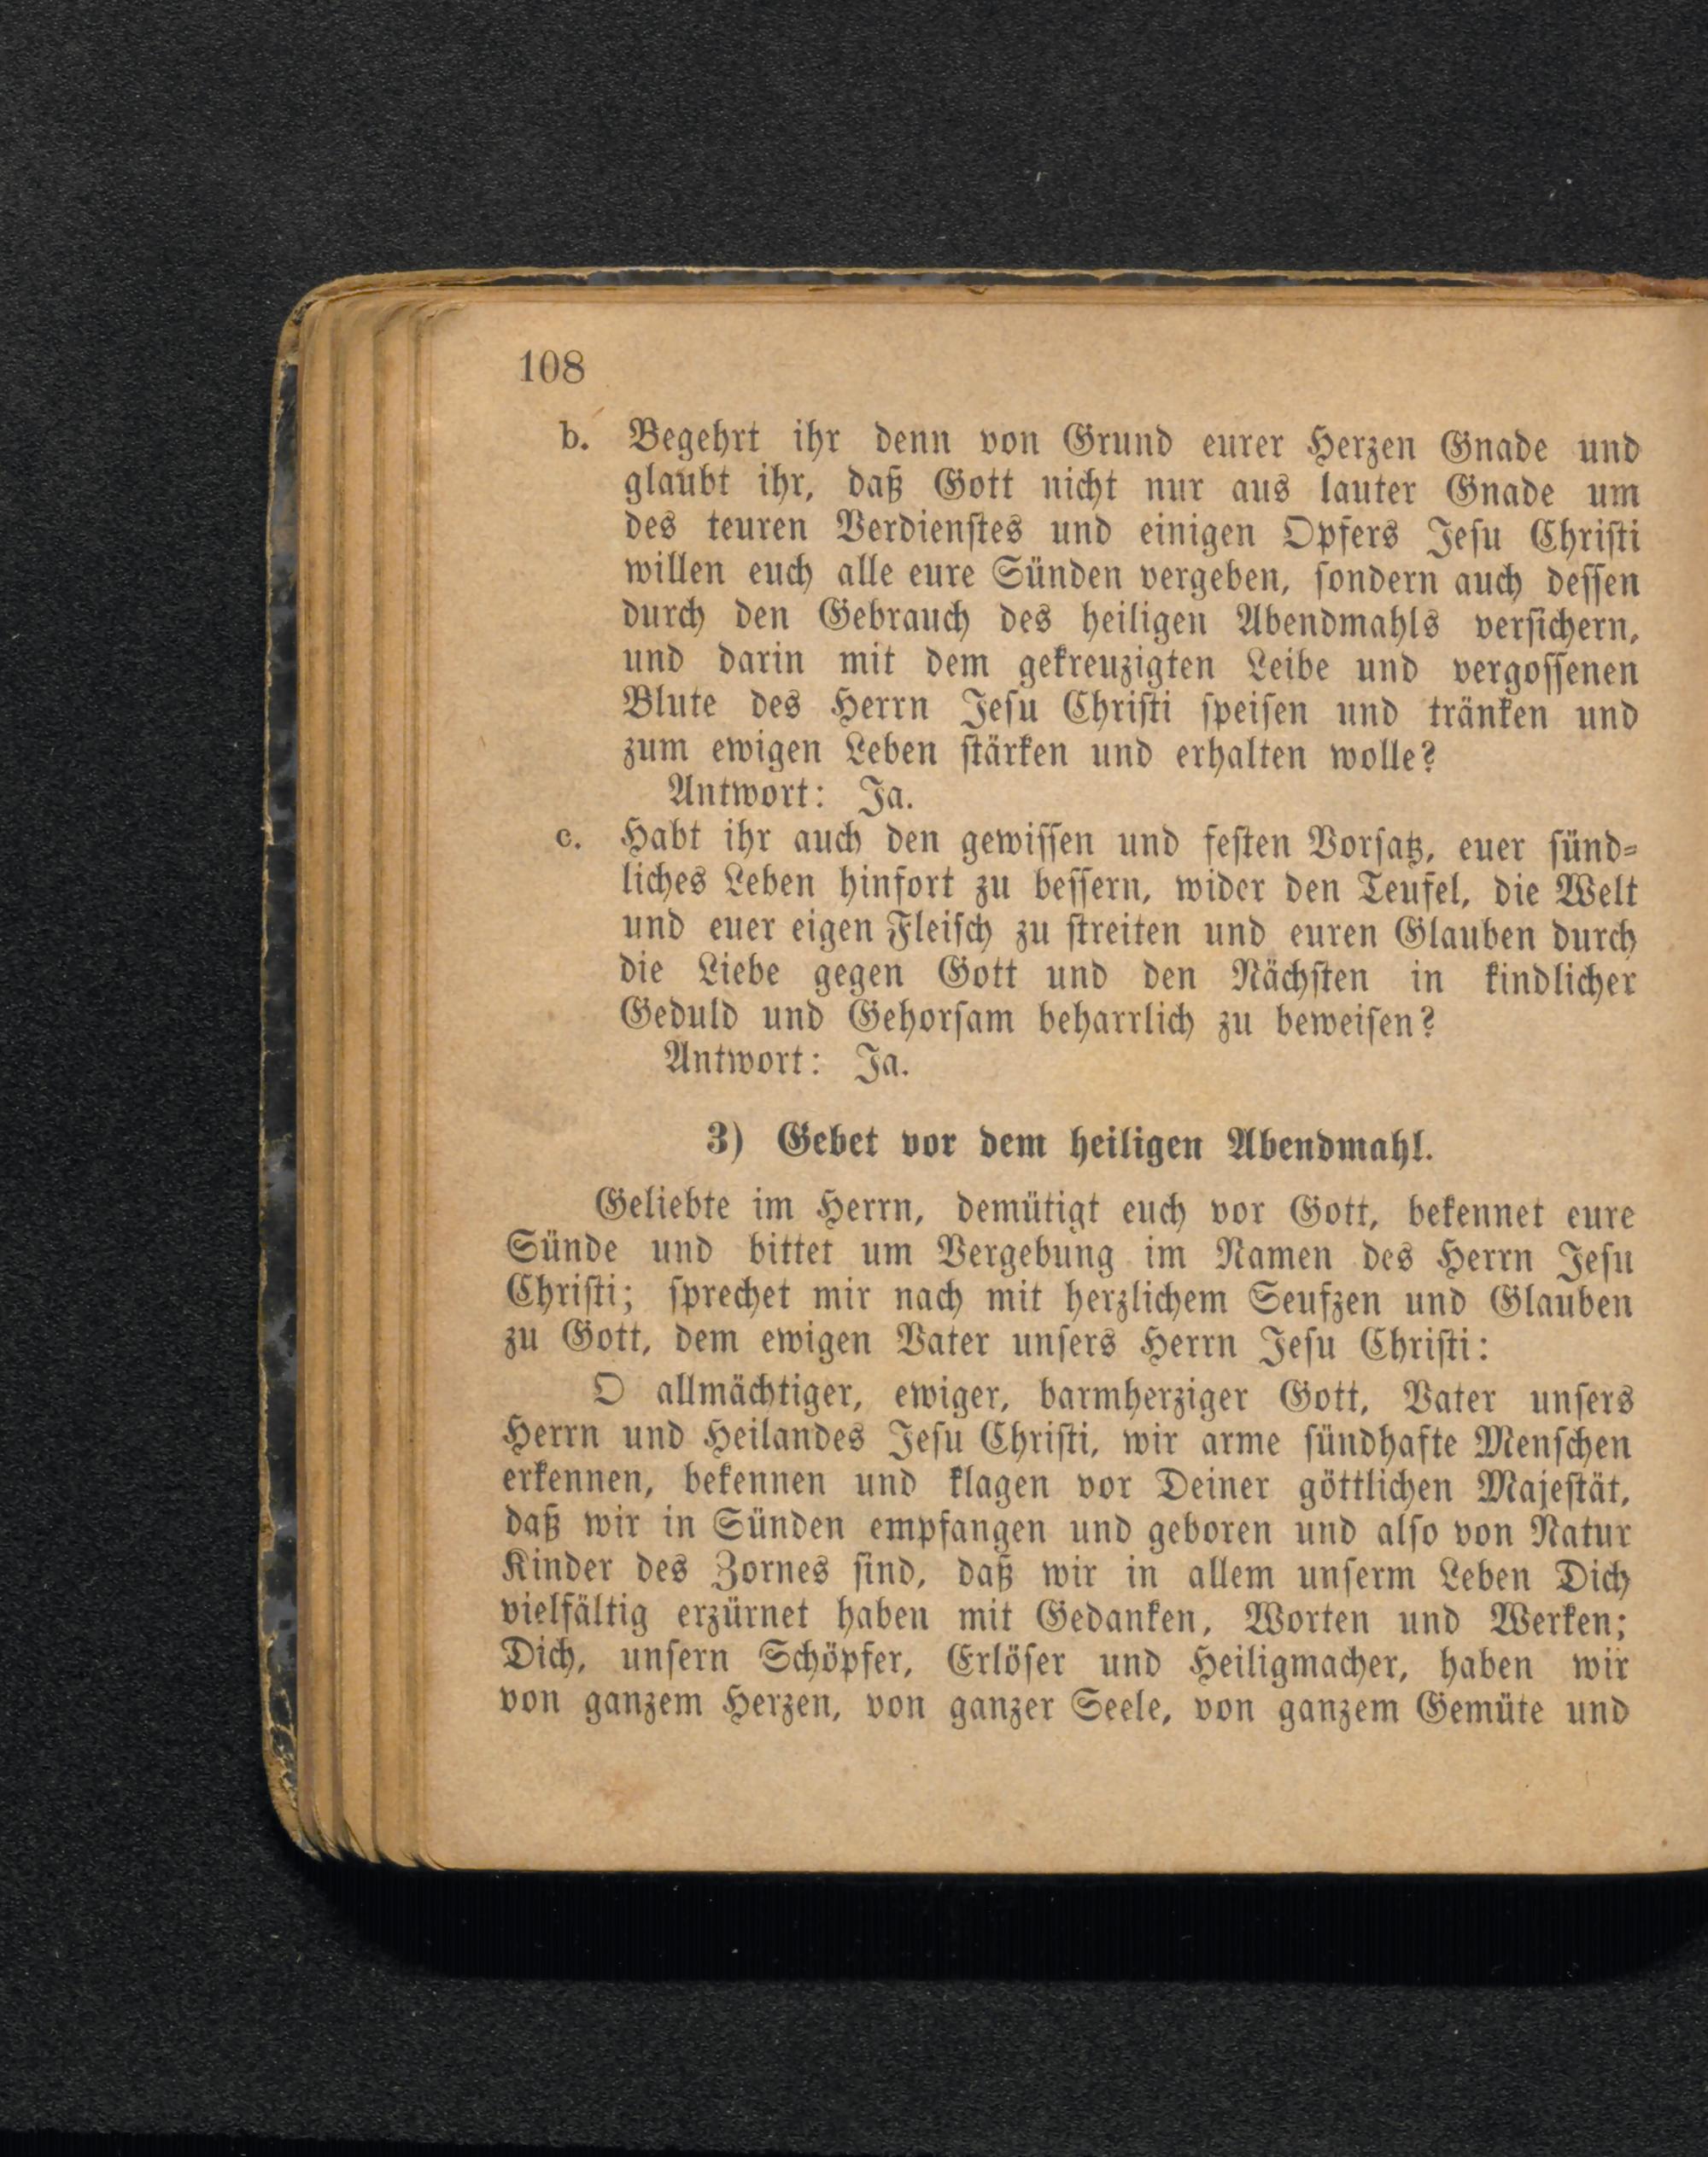 108
b. Begehrt ihr denn von Grund eurer Herzen Gnade und
glaubt ihr, daß Gott nicht nur aus lauter Gnade um
des teuren Verdienſtes und einigen Opfers Jeſu Chriſti
willen euch alle eure Sünden vergeben, ſondern auch deſſen
durch den Gebrauch des heiligen Abendmahls verſichern,
und darin mit dem gekreuzigten Leibe und vergoſſenen
Blute des Herrn Jeſu Chriſti ſpeiſen und tränken und
zum ewigen Leben ſtärken und erhalten wolle?
Antwort: Ja.
c. Habt ihr auch den gewiſſen und feſten Vorſatz, euer ſünd-
liches Leben hinfort zu beſſern, wider den Teufel, die Welt
und euer eigen Fleiſch zu ſtreiten und euren Glauben durch
die Liebe gegen Gott und den Nächſten in kindlicher
Geduld und Gehorſam beharrlich zu beweiſen?
Antwort: Ja.
3) Gebet vor dem heiligen Abendmahl.
Geliebte im Herrn, demütigt euch vor Gott, bekennet eure
Sünde und bittet um Vergebung im Namen des Herrn Jeſu
Chriſti; ſprechet mir nach mit herzlichem Seufzen und Glauben
zu Gott, dem ewigen Vater unſers Herrn Jeſu Chriſti:
O allmächtiger, ewiger, barmherziger Gott, Vater unſers
Herrn und Heilandes Jeſu Chriſti, wir arme ſündhafte Menſchen
erkennen, bekennen und klagen vor Deiner göttlichen Majeſtät,
daß wir in Sünden empfangen und geboren und alſo von Natur
Kinder des Zornes ſind, daß wir in allem unſerm Leben Dich
vielfältig erzürnet haben mit Gedanken, Worten und Werken;
Dich, unſern Schöpfer, Erlöſer und Heiligmacher, haben wir
von ganzem Herzen, von ganzer Seele, von ganzem Gemüte und